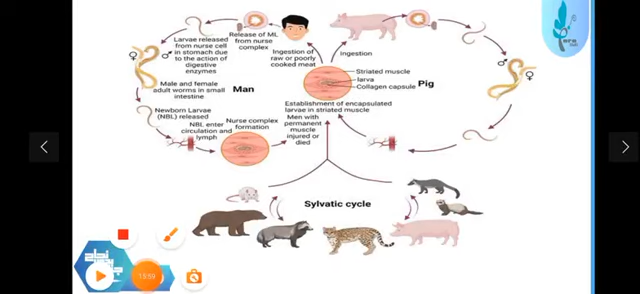 Release of ML
from nurse
complex
Larvae released
from nurse cell
in stomach due
to the action of
digestive
enzymes
Ingestion of
raw or poorly
cooked meat
Ingestion
♀
♂
Man
Striated muscle
larva
Collagen capsule
Pig
♂
♀
Male and female
adult worms in small
intestine
Establishment of encapsulated
larvae in striated muscle
Newborn Larvae
(NBL) released
NBL enter
circulation and
lymph
Nurse complex
formation
Men with
permanent
muscle
injured or
died
Sylvatic cycle